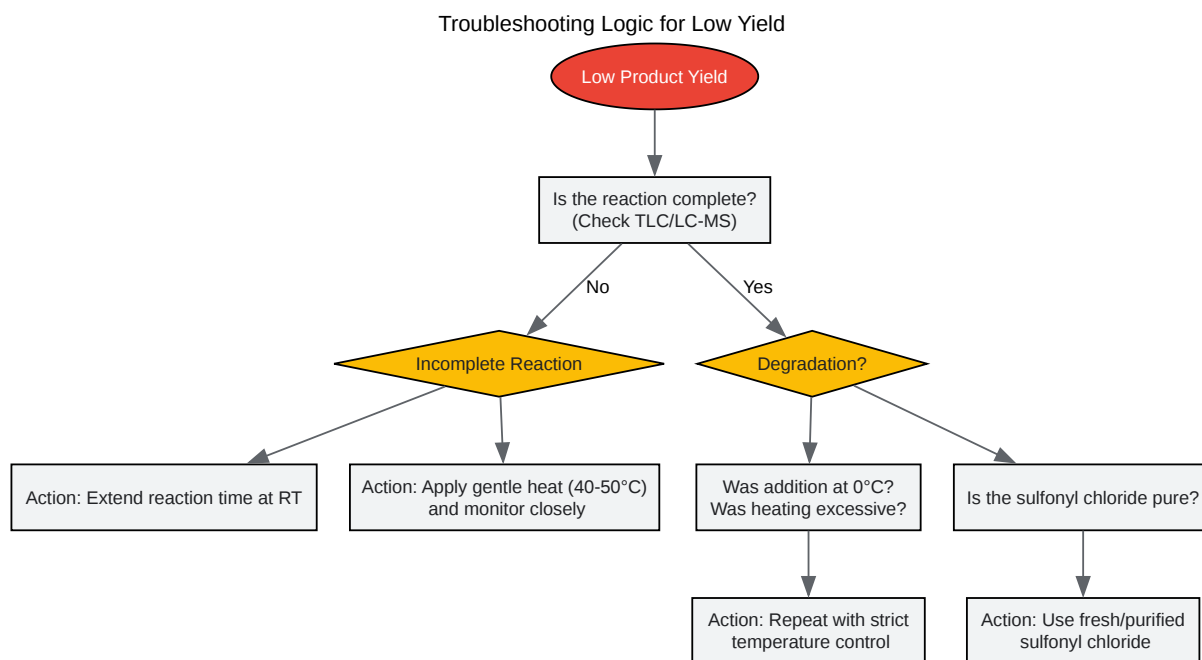 Troubleshooting Logic for Low Yield
Low Product Yield
Is the reaction complete?
(Check TLC/LC-MS)
No
Yes
Incomplete Reaction
Degradation?
Action: Extend reaction time at RT
Action: Apply gentle heat (40-50°C)
and monitor closely
Was addition at 0°C?
Was heating excessive?
Is the sulfonyl chloride pure?
Action: Repeat with strict
temperature control
Action: Use fresh/purified
sulfonyl chloride